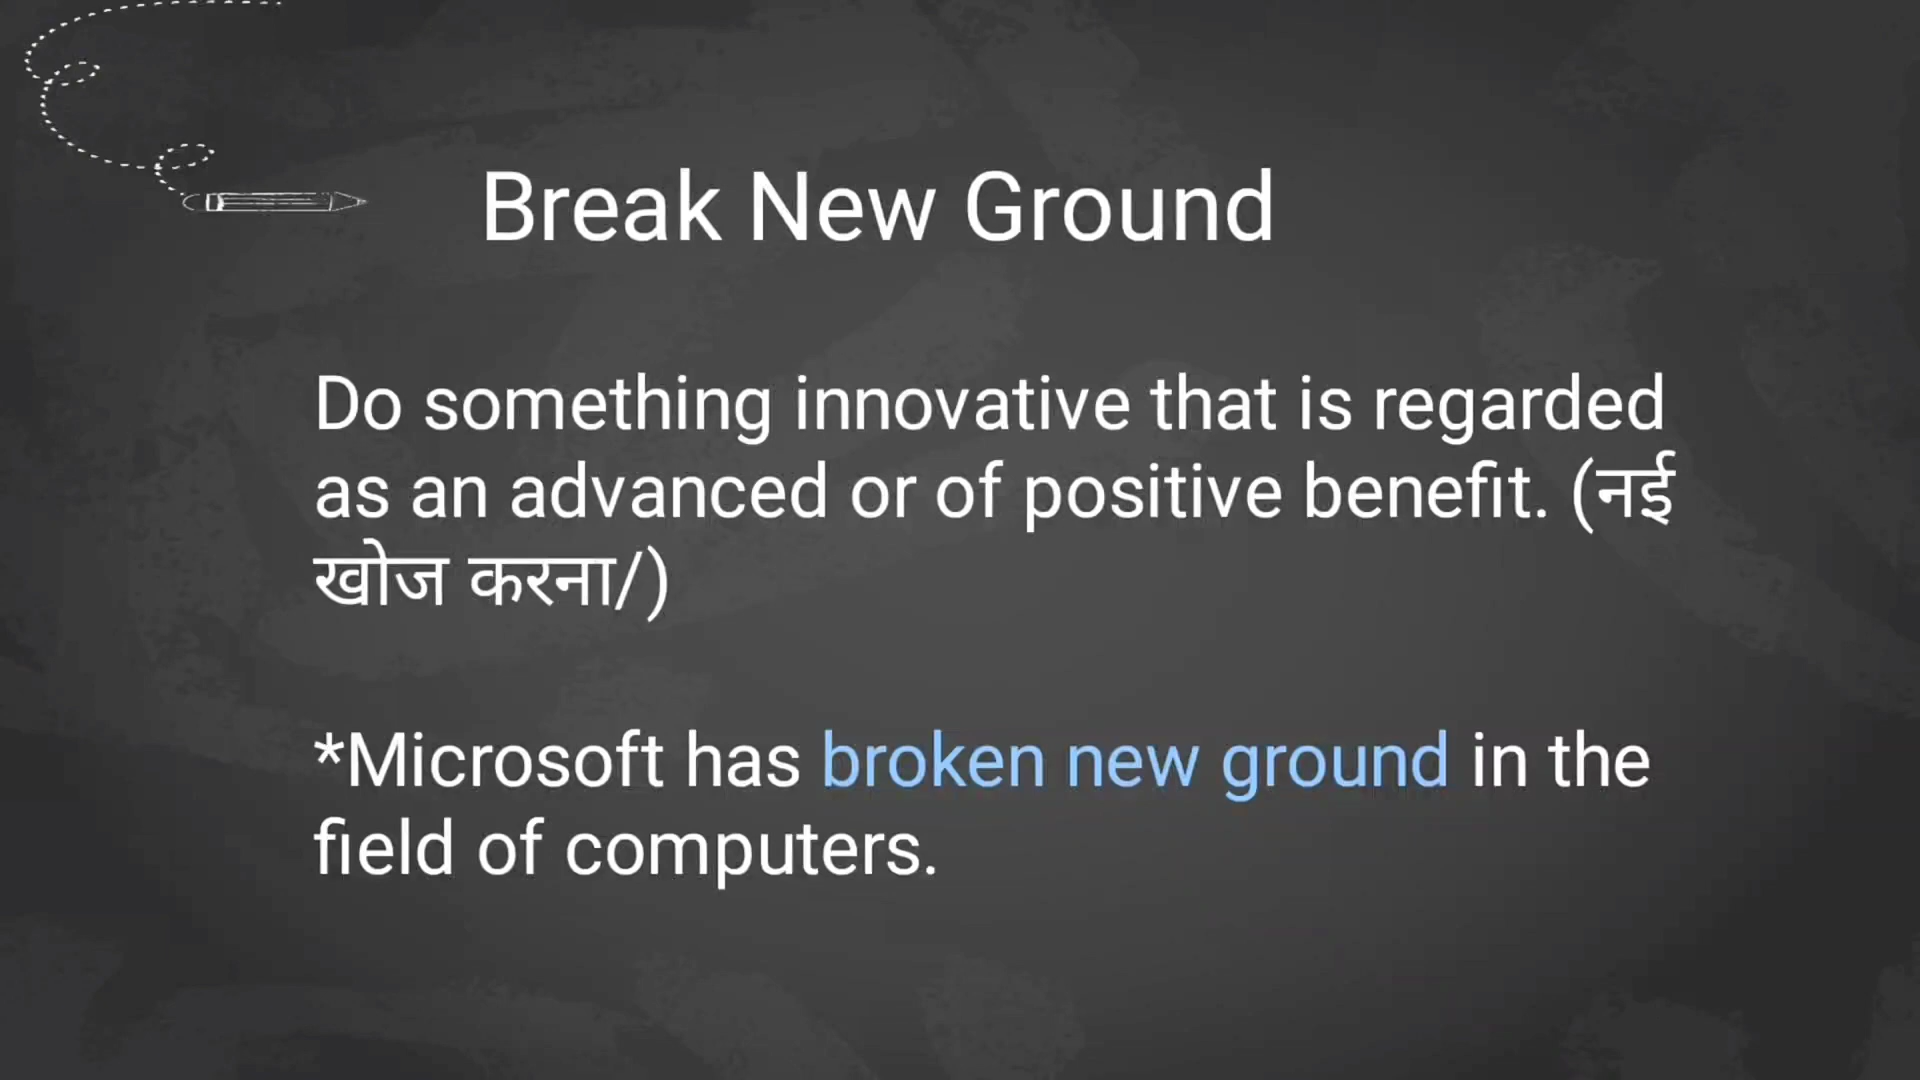 Break New Ground
Do something innovative that is regarded
as an advanced or of positive benefit. (नई
खोज करना/)
*Microsoft has broken new ground in the
field of computers.